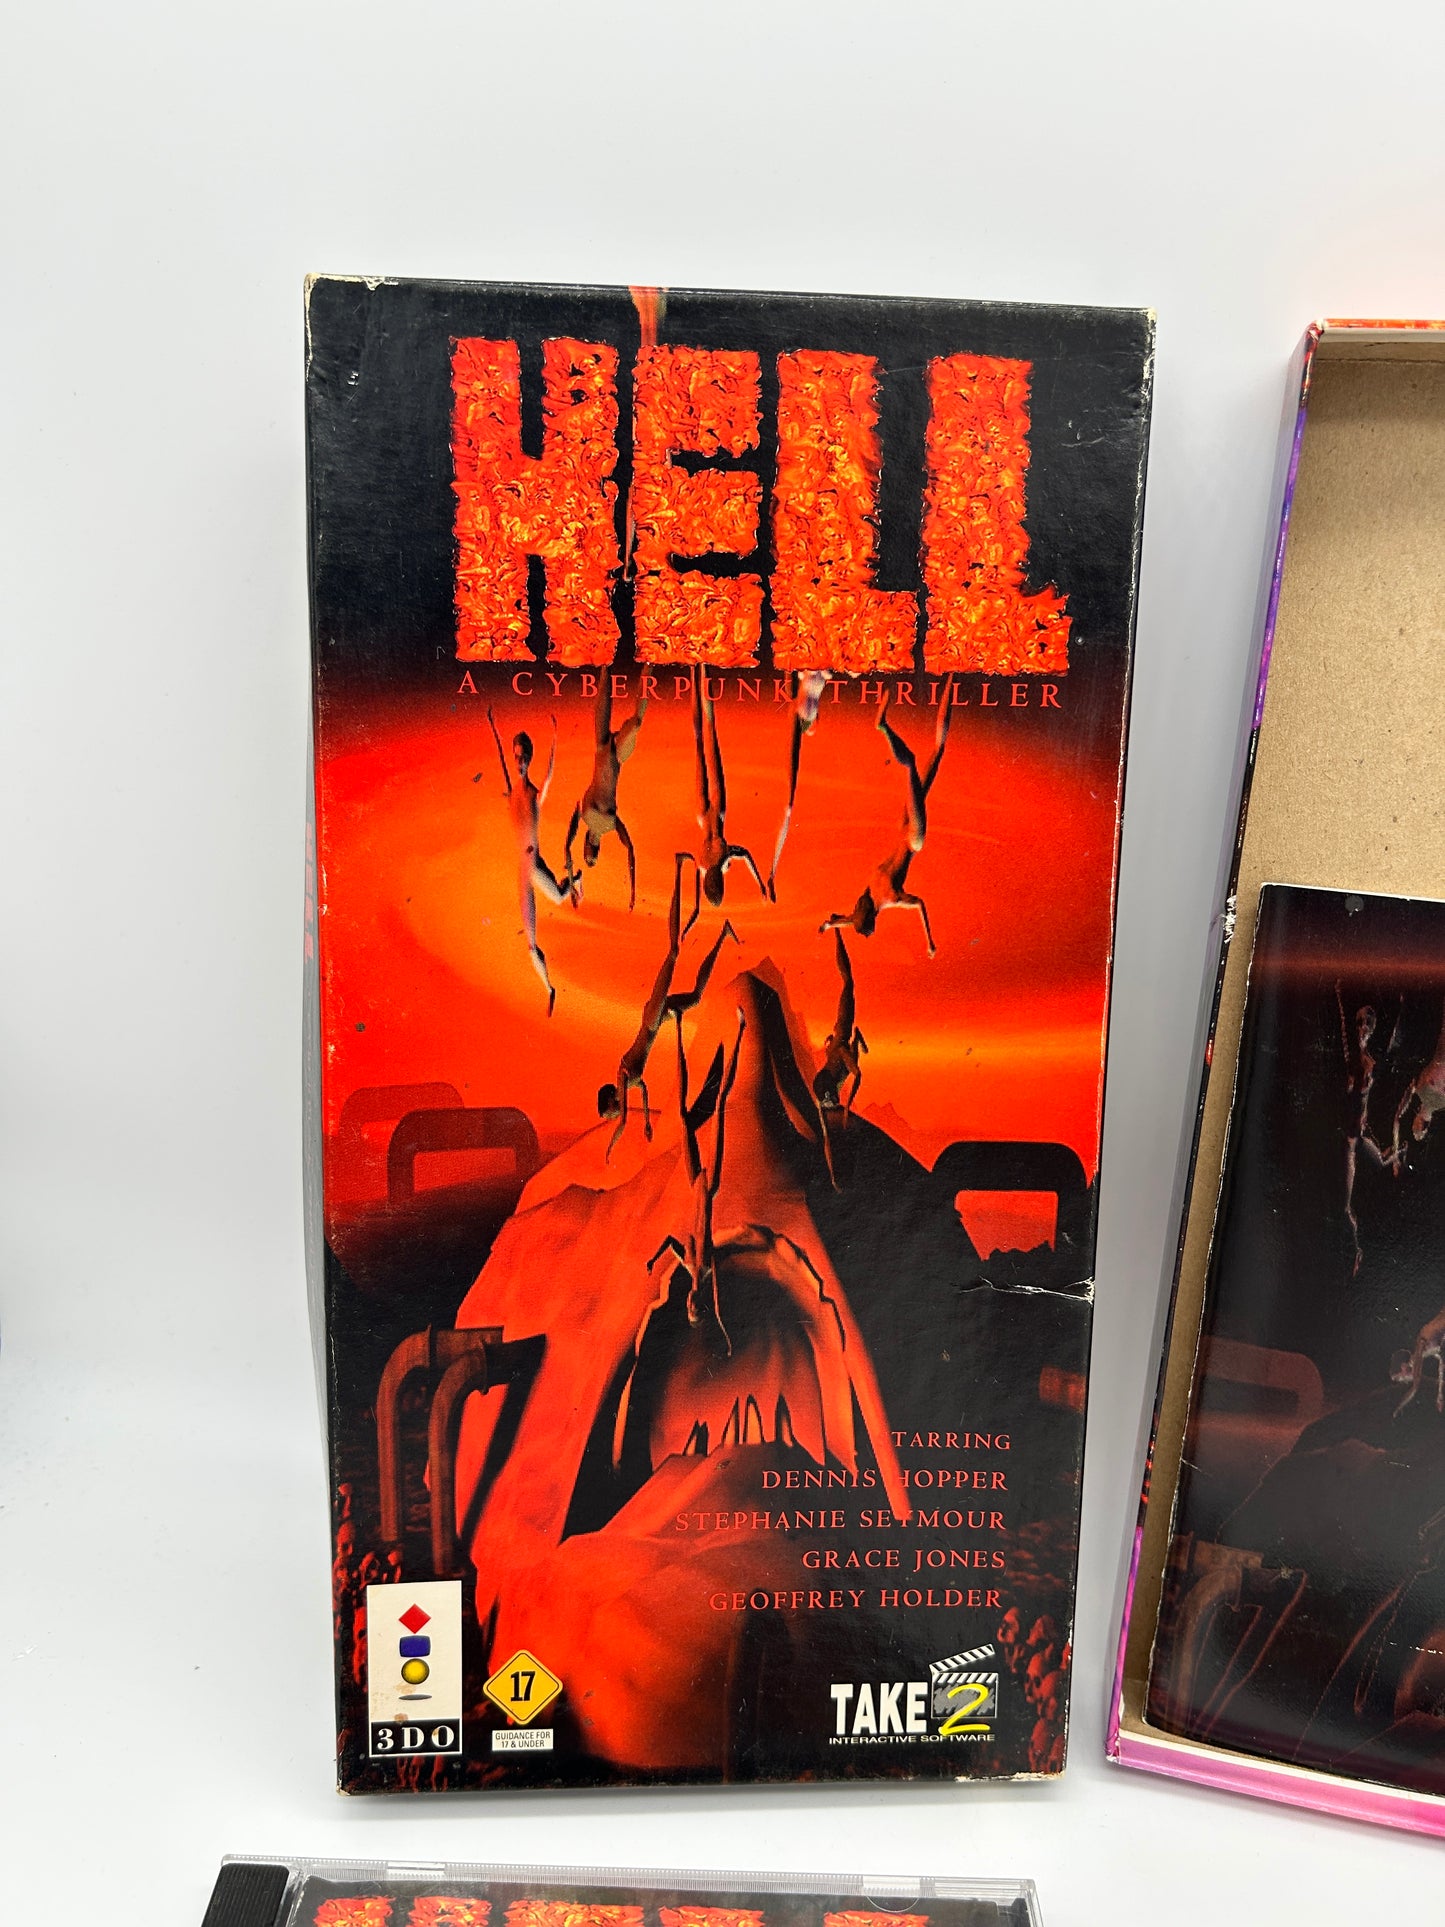 HELL
A CYBERPUNK THRILLER
STARRING
DENNIS HOPPER
STEPHANIE SEYMOUR
GRACE JONES
GEOFFREY HOLDER
3DO
17
GUIDANCE FOR
17 & UNDER
TAKE 2
INTERACTIVE SOFTWARE